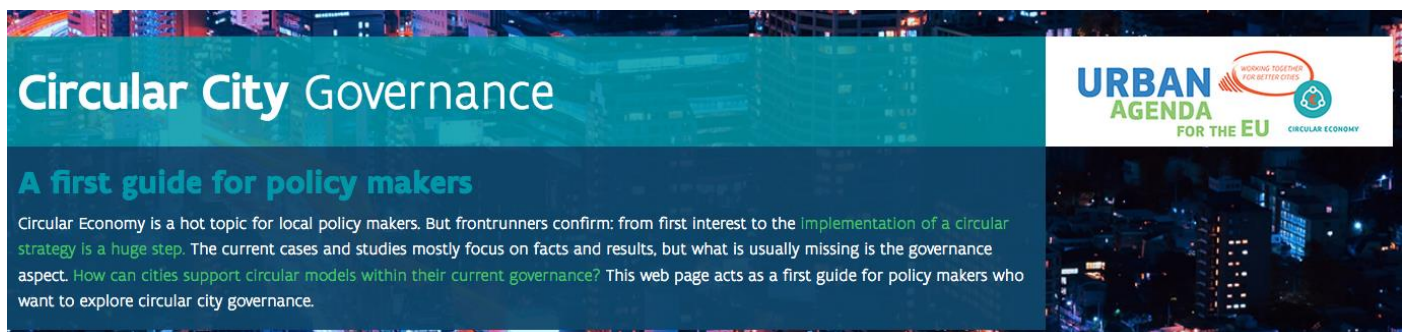 Circular City Governance
URBAN
AGENDA
FOR THE EU
WORKING TOGETHER
FOR BETTER CITIES
CIRCULAR ECONOMY
A first guide for policy makers
Circular Economy is a hot topic for local policy makers. But frontrunners confirm: from first interest to the implementation of a circular
strategy is a huge step. The current cases and studies mostly focus on facts and results, but what is usually missing is the governance
aspect. How can cities support circular models within their current governance? This web page acts as a first guide for policy makers who
want to explore circular city governance.